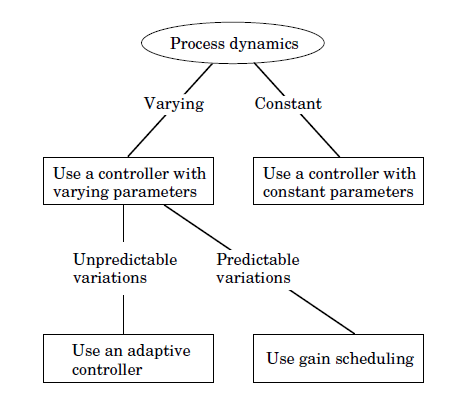 Process dynamics
Varying
Constant
Use a controller with
varying parameters
Use a controller with
constant parameters
Unpredictable
variations
Predictable
variations
Use an adaptive
controller
Use gain scheduling